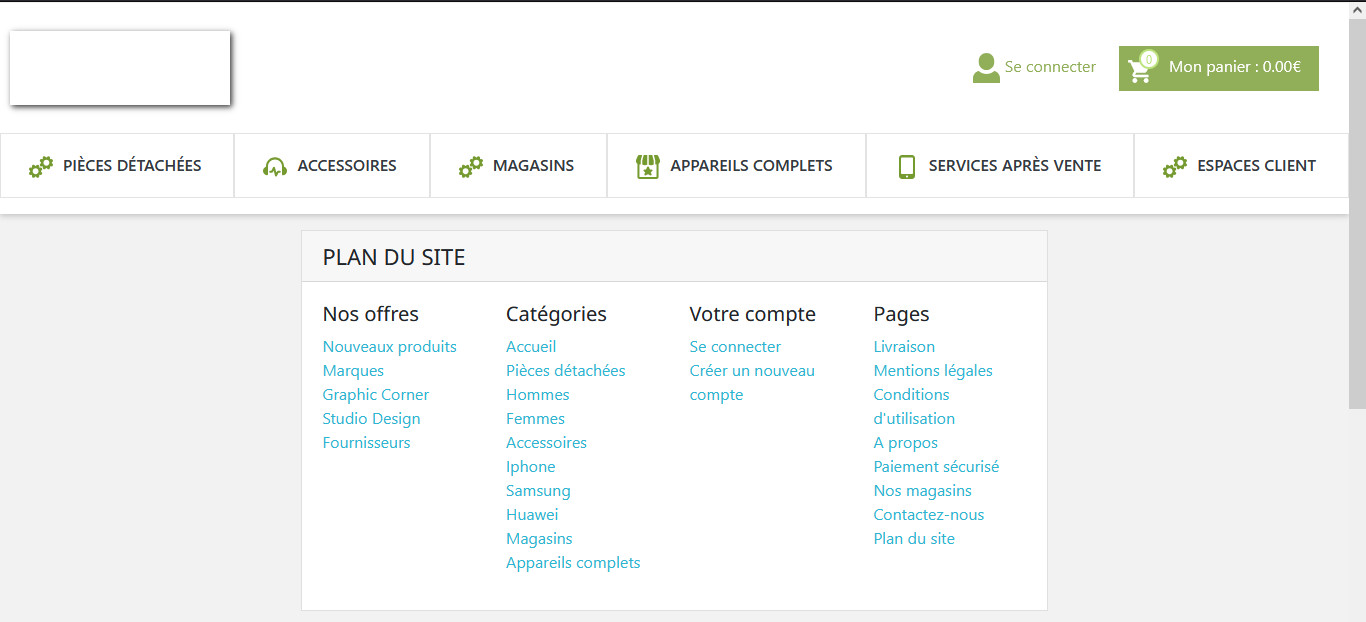 Se connecter
0
Mon panier : 0.00€
PIÈCES DÉTACHÉES
ACCESSOIRES
MAGASINS
APPAREILS COMPLETS
SERVICES APRÈS VENTE
ESPACES CLIENT
PLAN DU SITE
Nos offres
Nouveaux produits
Marques
Graphic Corner
Studio Design
Fournisseurs
Catégories
Accueil
Pièces détachées
Hommes
Femmes
Accessoires
Iphone
Samsung
Huawei
Magasins
Appareils complets
Votre compte
Se connecter
Créer un nouveau
compte
Pages
Livraison
Mentions légales
Conditions
d'utilisation
A propos
Paiement sécurisé
Nos magasins
Contactez-nous
Plan du site